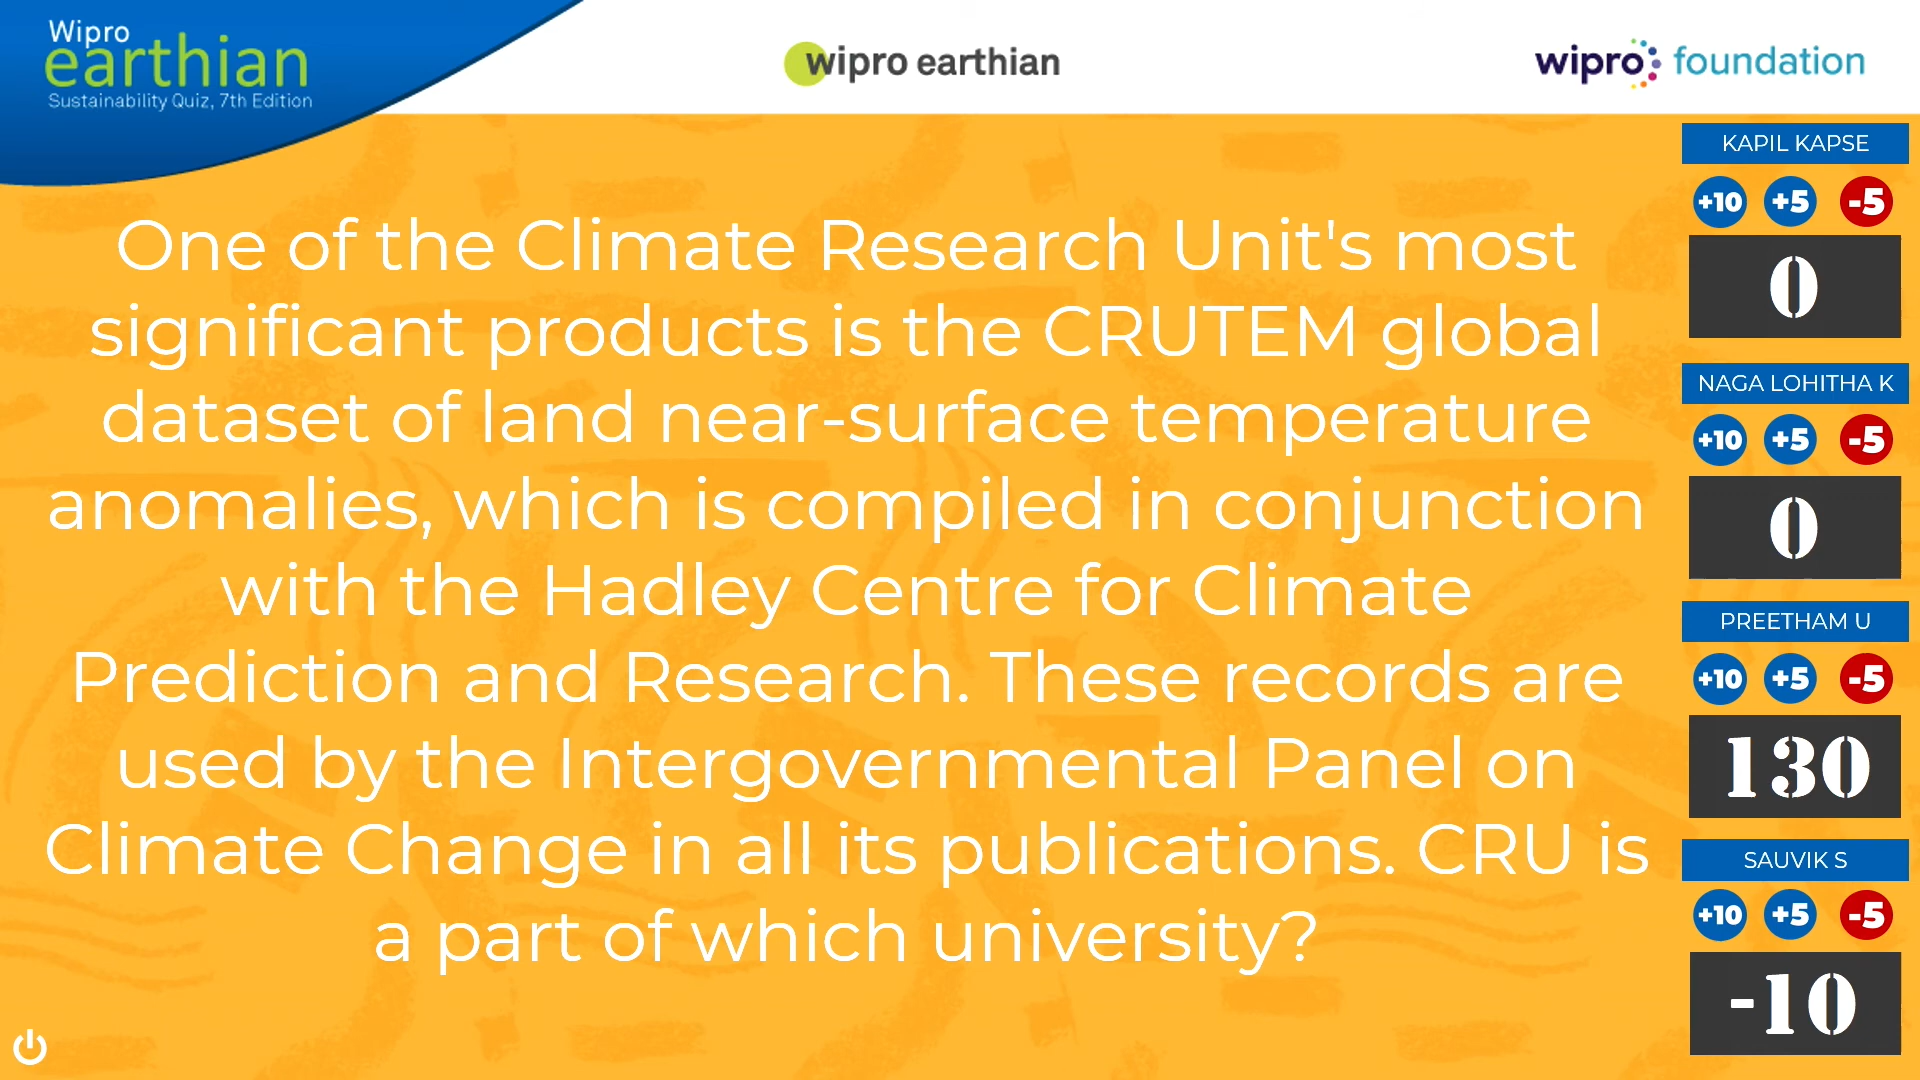 Wipro
earthian
Sustainability Quiz, 7th Edition
wipro earthian
wipro foundation
One of the Climate Research Unit's most
significant products is the CRUTEM global
dataset of land near-surface temperature
anomalies, which is compiled in conjunction
with the Hadley Centre for Climate
Prediction and Research. These records are
used by the Intergovernmental Panel on
Climate Change in all its publications. CRU is
a part of which university?
KAPIL KAPSE
+10 +5 -5
0
NAGA LOHITHA K
+10 +5 -5
0
PREETHAM U
+10 +5 -5
130
SAUVIK S
+10 +5 -5
-10